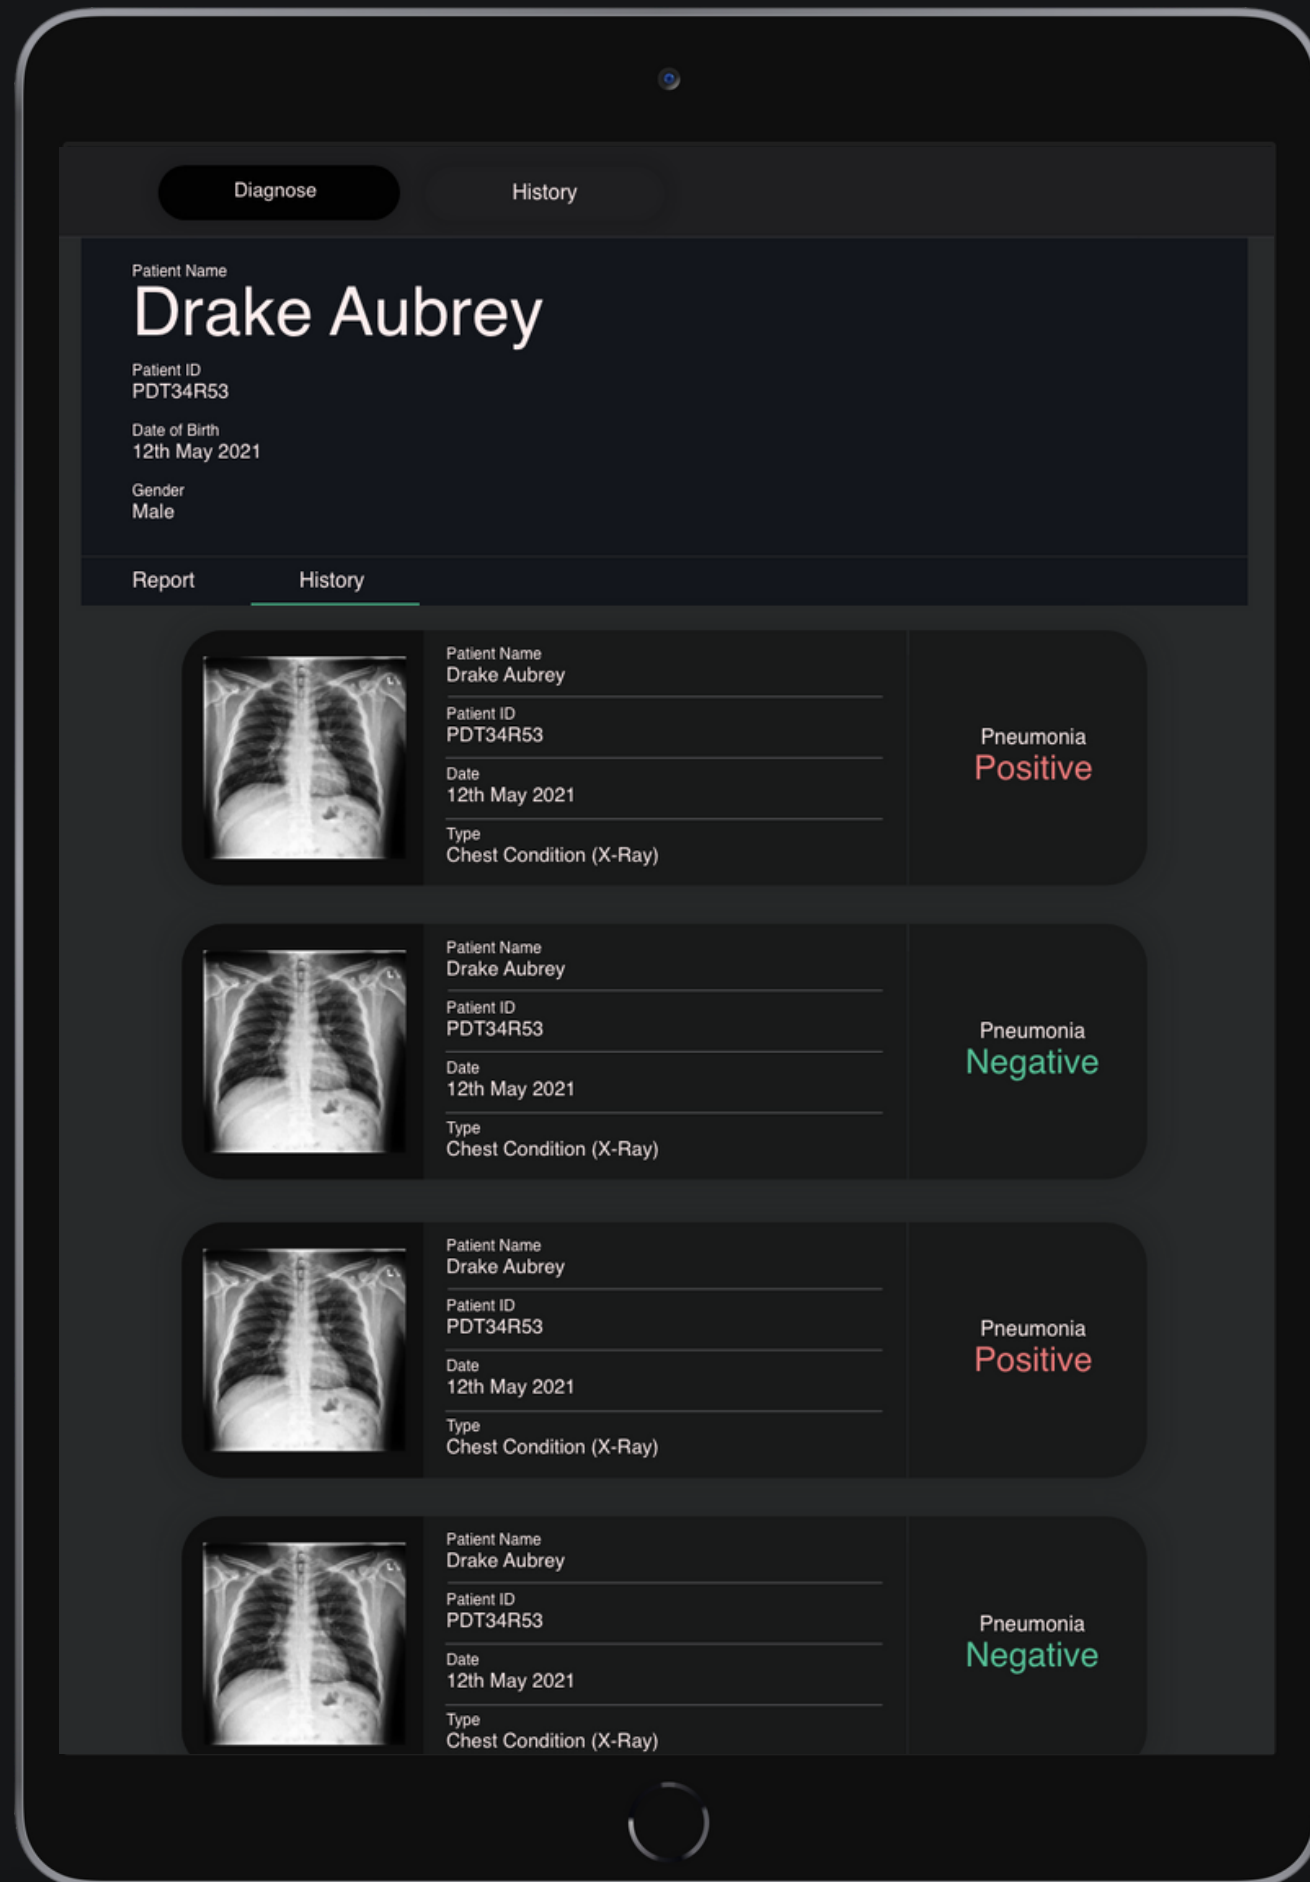 Diagnose History
Patient Name
Drake Aubrey
Patient ID
PDT34R53
Date of Birth
12th May 2021
Gender
Male
Report History
Patient Name
Drake Aubrey
Patient ID
PDT34R53
Date
12th May 2021
Type
Chest Condition (X-Ray)
Pneumonia
Positive
Patient Name
Drake Aubrey
Patient ID
PDT34R53
Date
12th May 2021
Type
Chest Condition (X-Ray)
Pneumonia
Negative
Patient Name
Drake Aubrey
Patient ID
PDT34R53
Date
12th May 2021
Type
Chest Condition (X-Ray)
Pneumonia
Positive
Patient Name
Drake Aubrey
Patient ID
PDT34R53
Date
12th May 2021
Type
Chest Condition (X-Ray)
Pneumonia
Negative